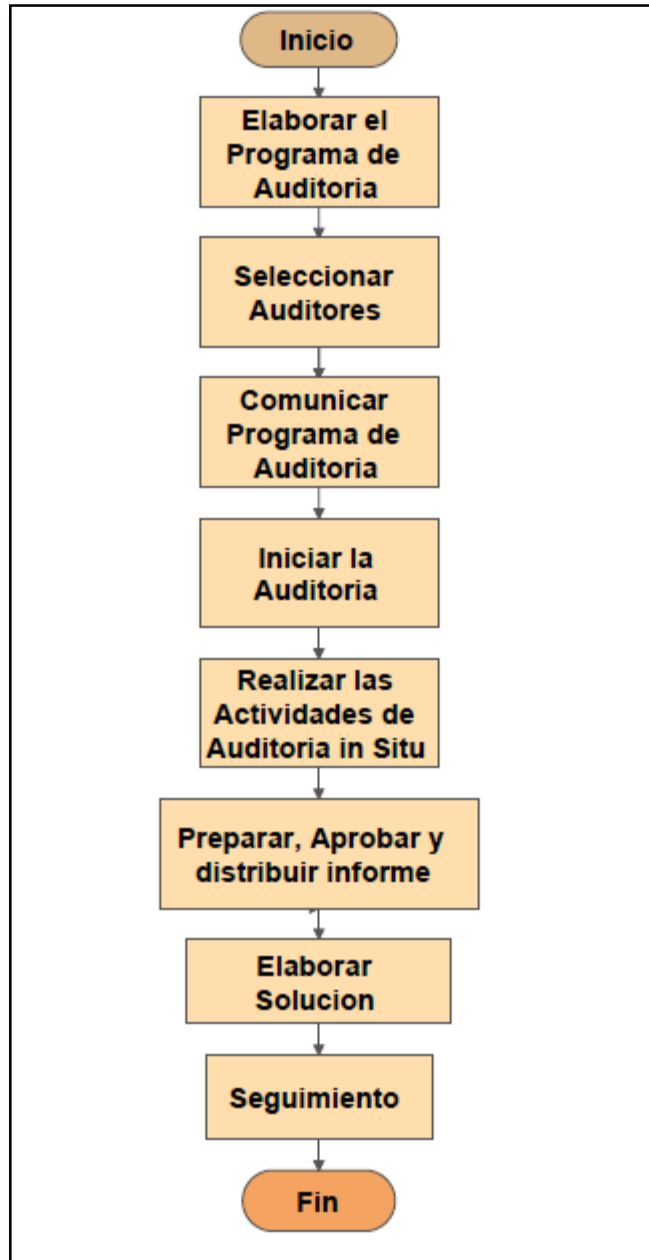 Inicio
Elaborar el
Programa de
Auditoria
Seleccionar
Auditores
Comunicar
Programa de
Auditoria
Iniciar la
Auditoria
Realizar las
Actividades de
Auditoria in Situ
Preparar, Aprobar y
distribuir informe
Elaborar
Solucion
Seguimiento
Fin